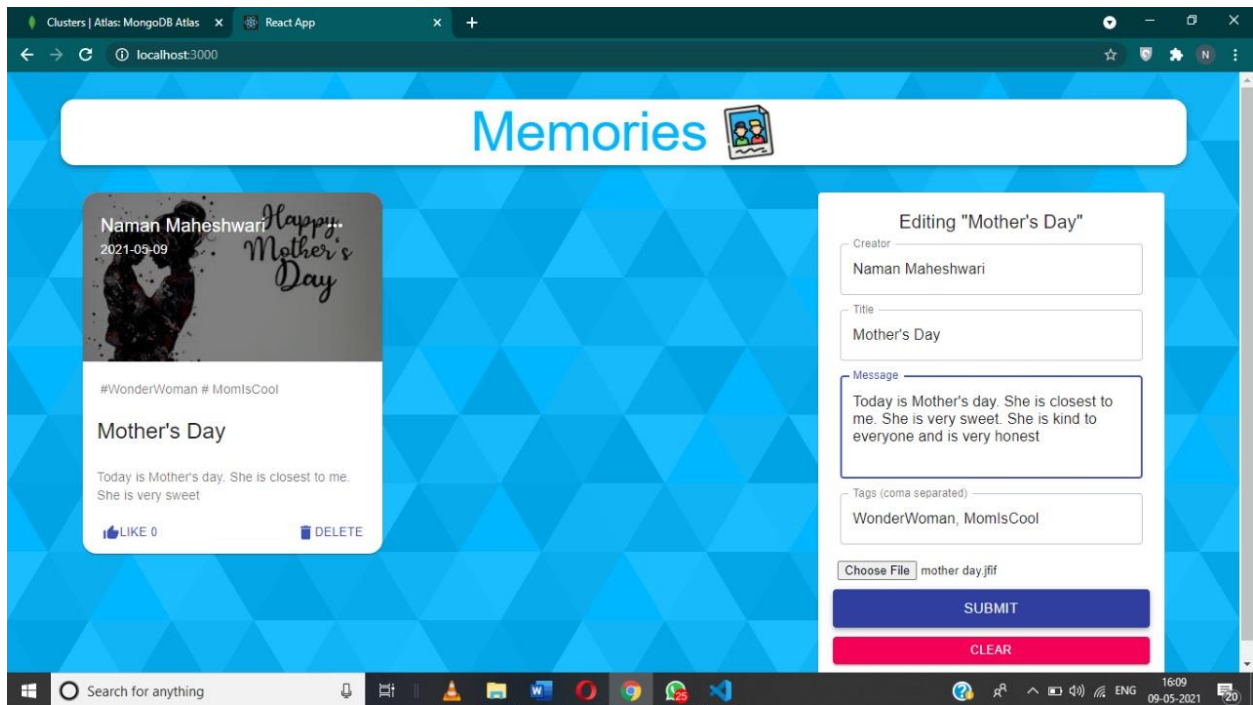 Clusters | Atlas: MongoDB Atlas
React App
localhost:3000
N
Memories
Naman Maheshwari
2021-05-09
Happy
Mother's
Day
#WonderWoman # MomIsCool
Mother's Day
Today is Mother's day. She is closest to me.
She is very sweet
LIKE 0
DELETE
Editing "Mother's Day"
Creator
Naman Maheshwari
Title
Mother's Day
Message
Today is Mother's day. She is closest to
me. She is very sweet. She is kind to
everyone and is very honest
Tags (coma separated)
WonderWoman, MomIsCool
Choose File mother day.jfif
SUBMIT
CLEAR
Search for anything
25
ENG
16:09
09-05-2021
20